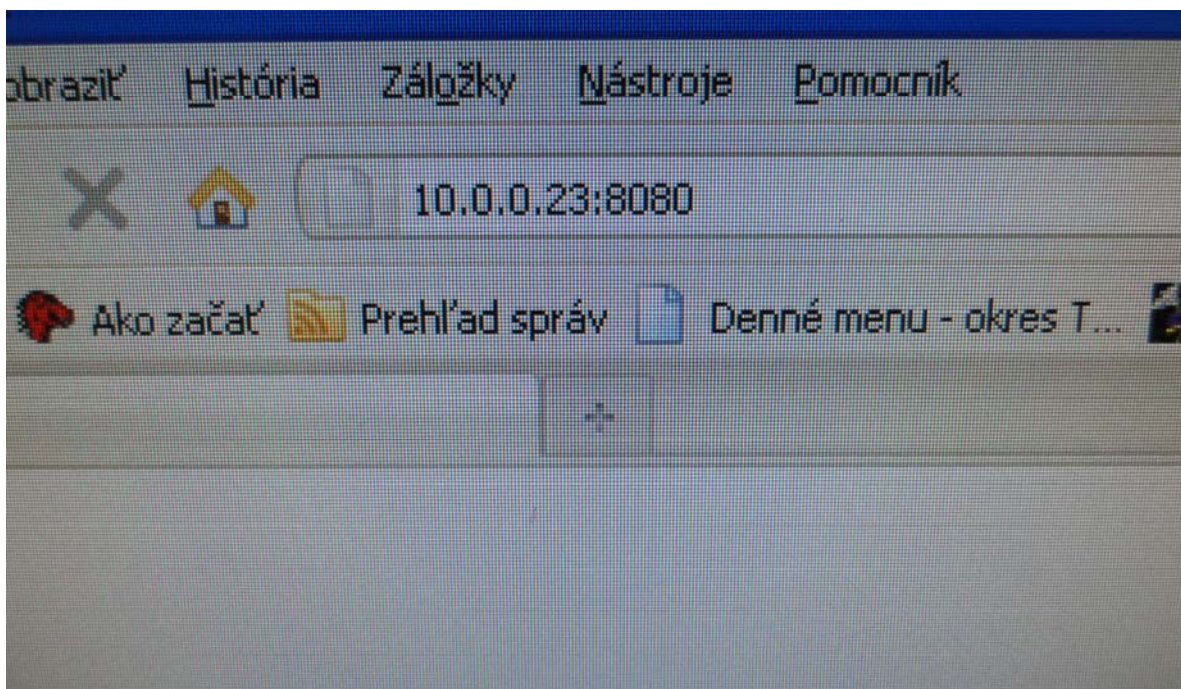 obraziť História Záložky Nástroje Pomocník
10.0.0.23:8080
Ako začať Prehľad správ Denné menu - okres T...